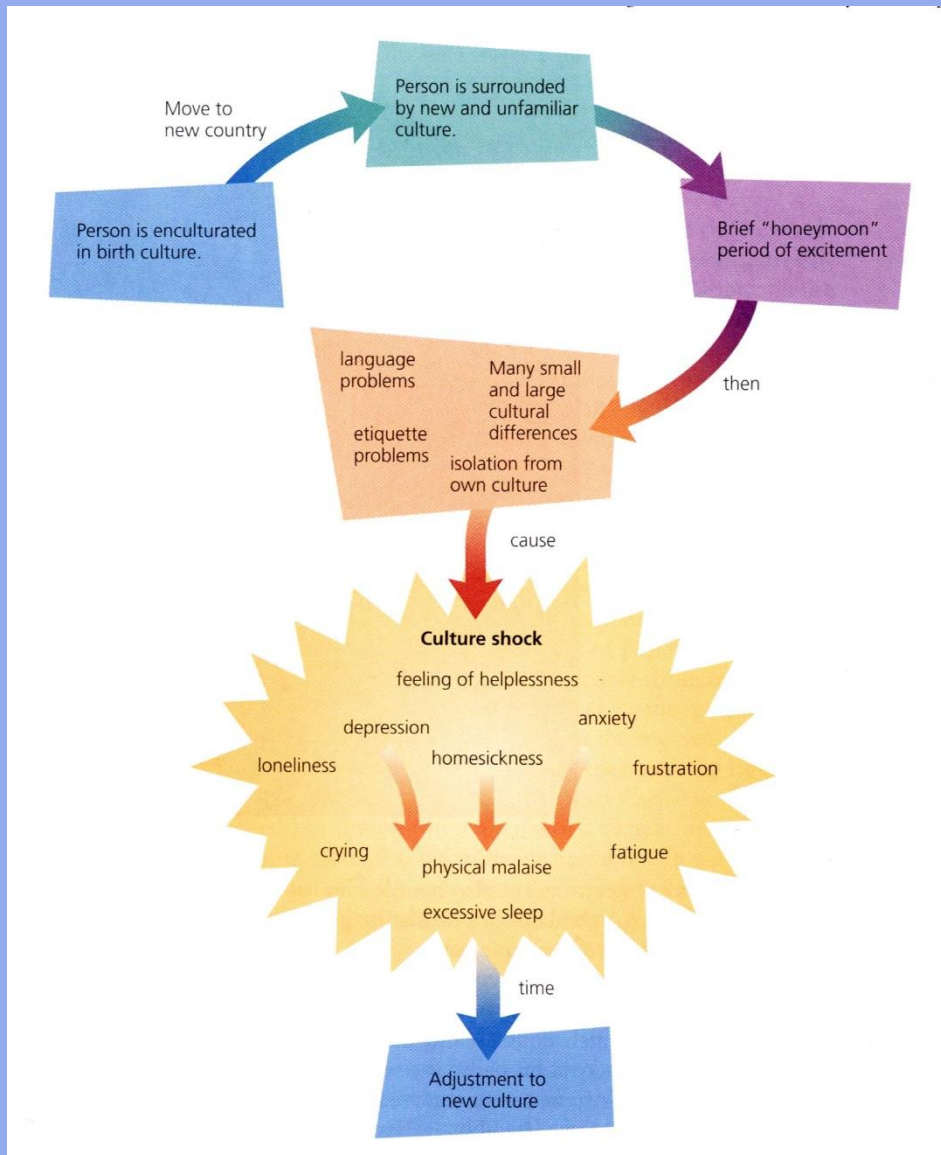 Move to
new country
Person is surrounded
by new and unfamiliar
culture.
Person is enculturated
in birth culture.
Brief “honeymoon”
period of excitement
then
language
problems
Many small
and large
cultural
differences
etiquette
problems
isolation from
own culture
cause
Culture shock
feeling of helplessness
depression
anxiety
loneliness
homesickness
frustration
crying
physical malaise
fatigue
excessive sleep
time
Adjustment to
new culture